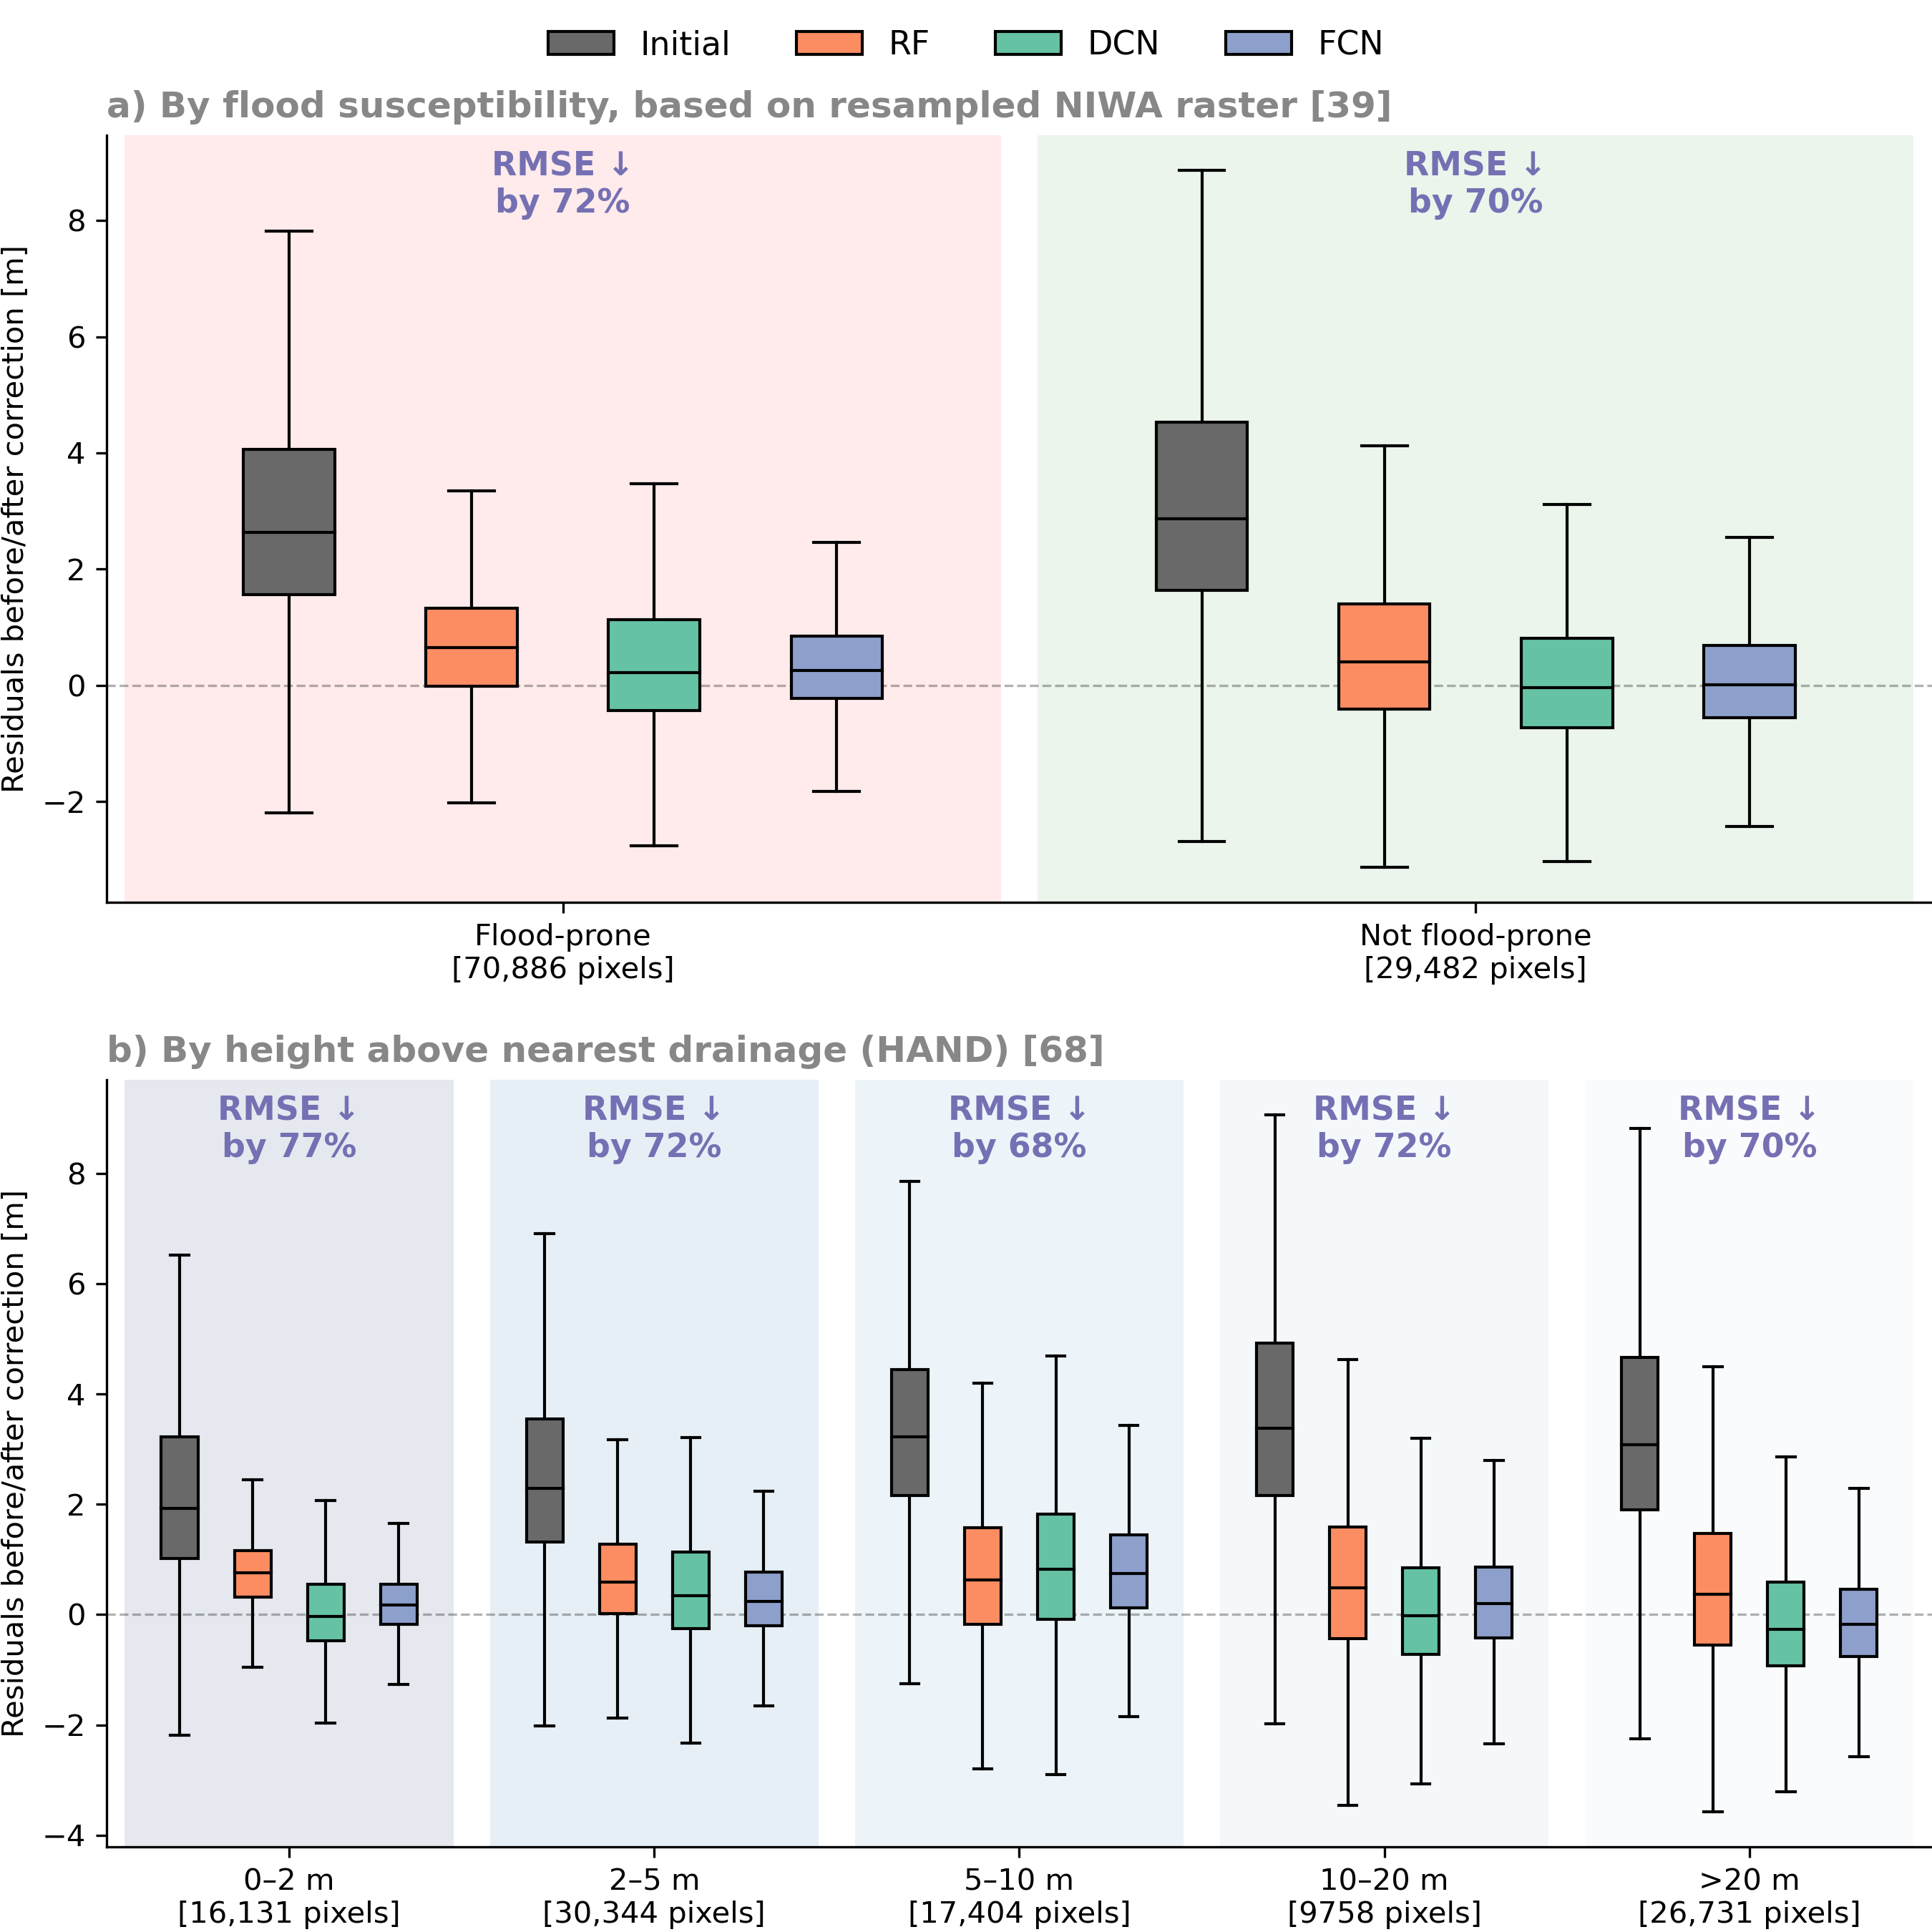 Initial RF DCN FCN
a) By flood susceptibility, based on resampled NIWA raster [39]
RMSE ↓
by 72%
RMSE ↓
by 70%
Residuals before/after correction [m]
8
6
4
2
0
−2
Flood-prone
[70,886 pixels]
Not flood-prone
[29,482 pixels]
b) By height above nearest drainage (HAND) [68]
RMSE ↓
by 77%
RMSE ↓
by 72%
RMSE ↓
by 68%
RMSE ↓
by 72%
RMSE ↓
by 70%
Residuals before/after correction [m]
8
6
4
2
0
−2
−4
0–2 m
[16,131 pixels]
2–5 m
[30,344 pixels]
5–10 m
[17,404 pixels]
10–20 m
[9758 pixels]
>20 m
[26,731 pixels]